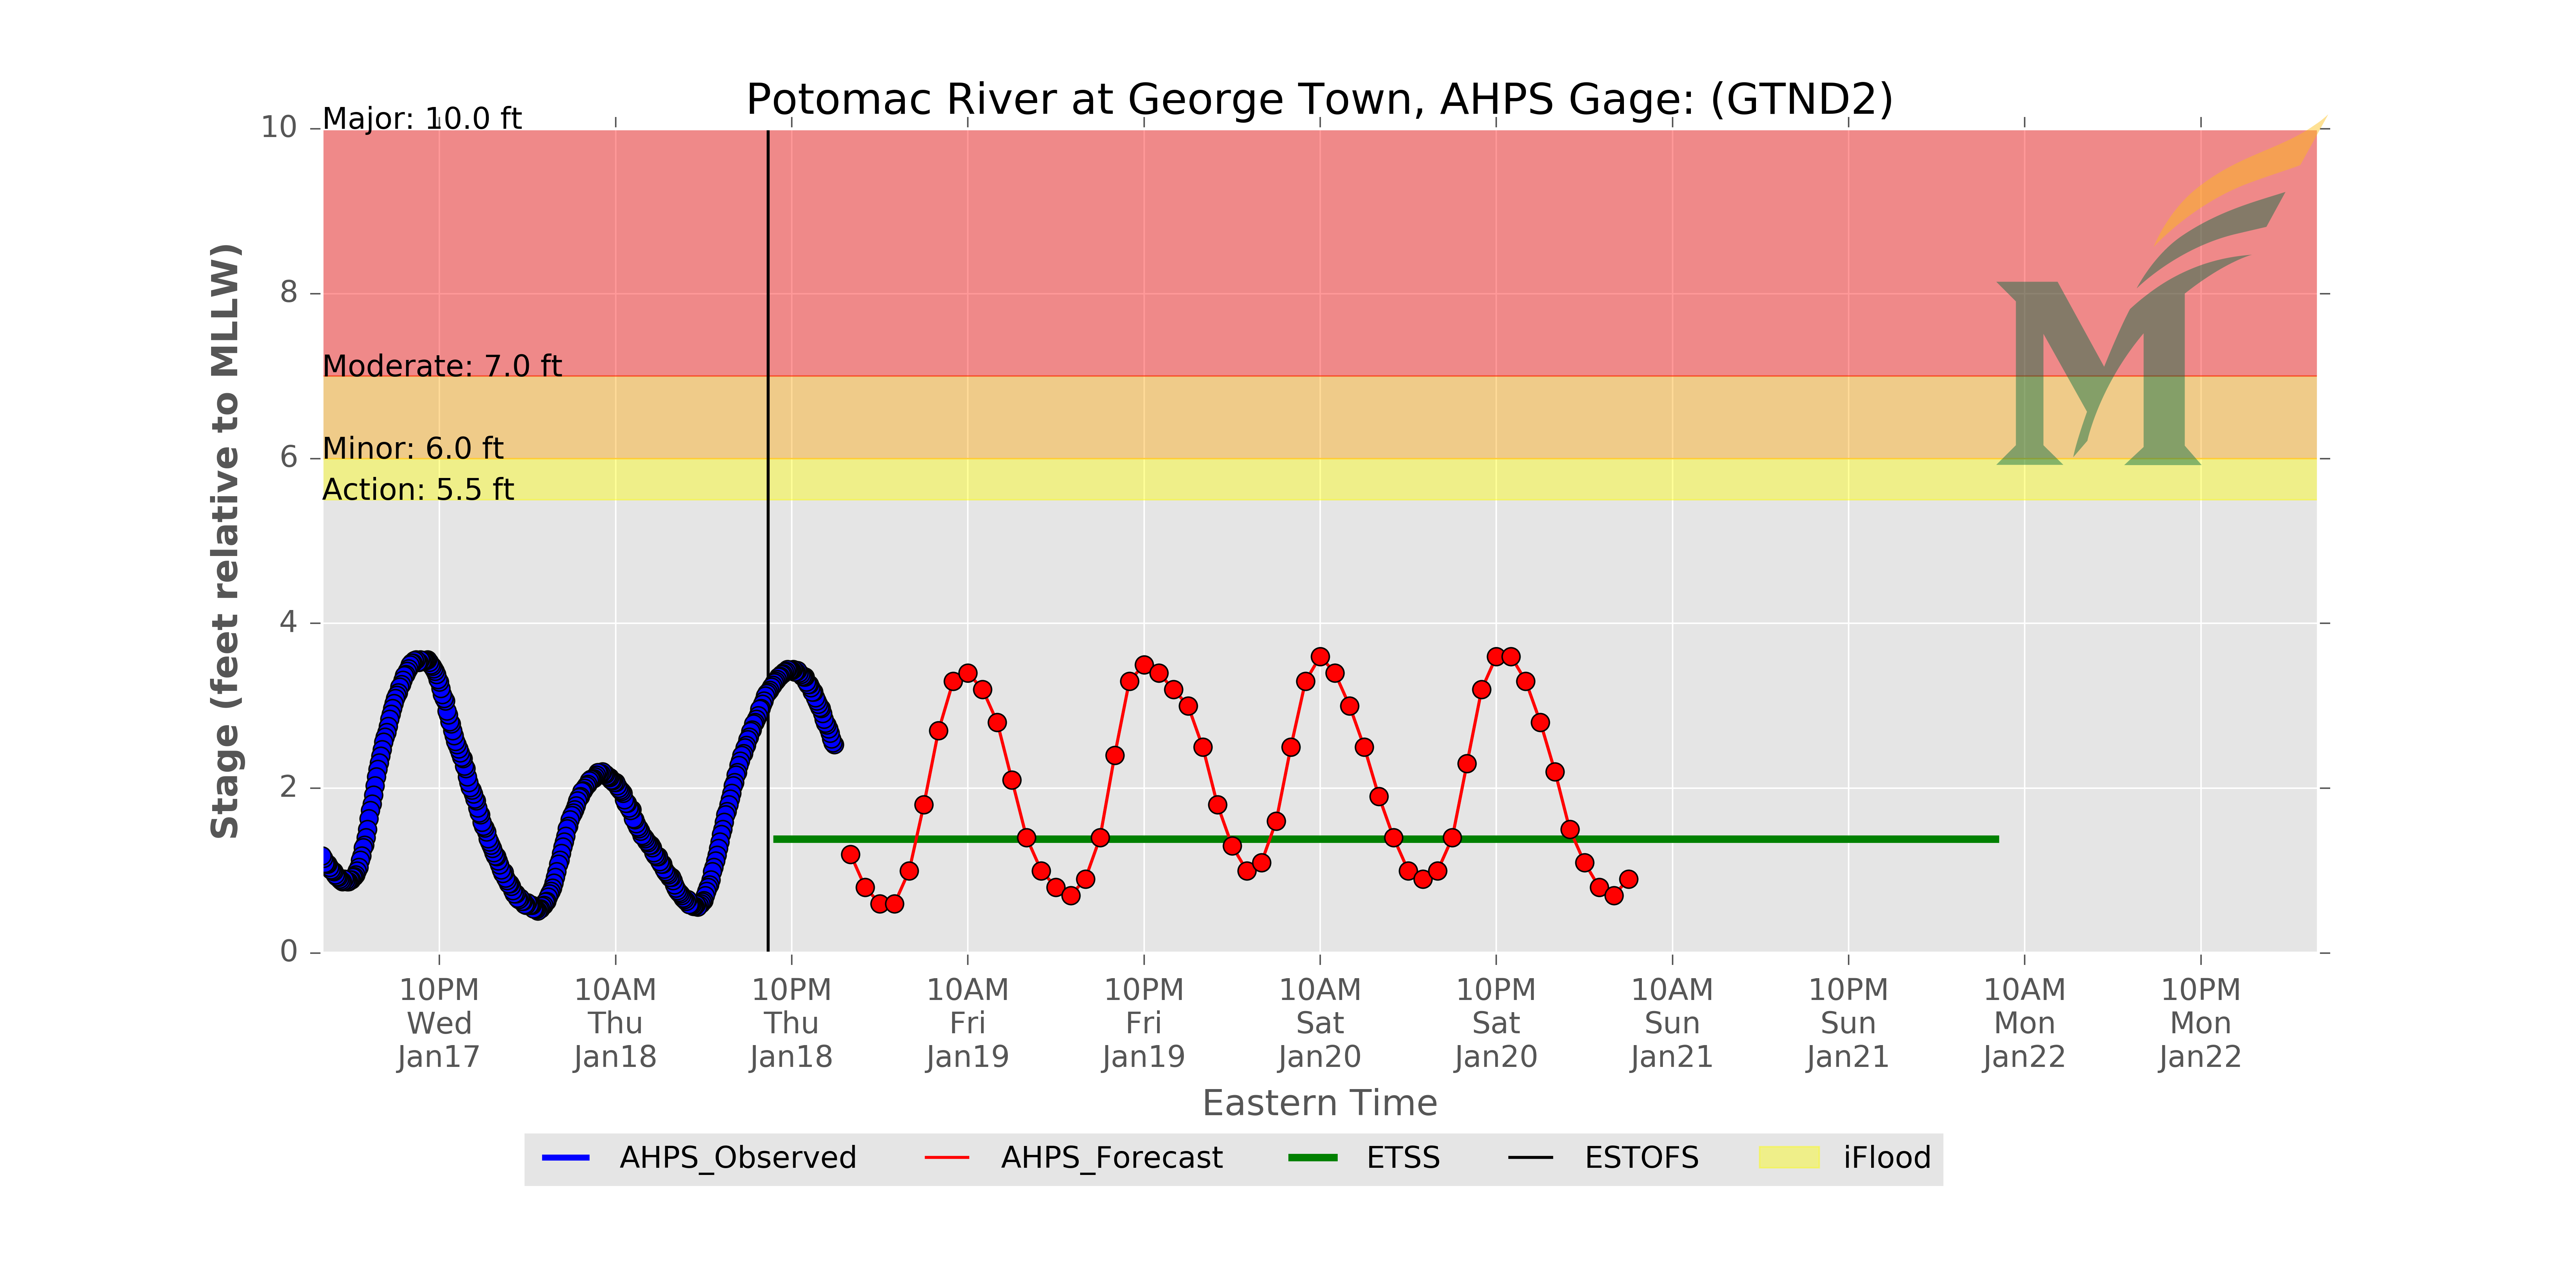 Potomac River at George Town, AHPS Gage: (GTND2)
Major: 10.0 ft
Moderate: 7.0 ft
Minor: 6.0 ft
Action: 5.5 ft
Stage (feet relative to MLLW)
10
8
6
4
2
0
10PM Wed Jan17
10AM Thu Jan18
10PM Thu Jan18
10AM Fri Jan19
10PM Fri Jan19
10AM Sat Jan20
10PM Sat Jan20
10AM Sun Jan21
10PM Sun Jan21
10AM Mon Jan22
10PM Mon Jan22
Eastern Time
AHPS_Observed AHPS_Forecast ETSS ESTOFS iFlood